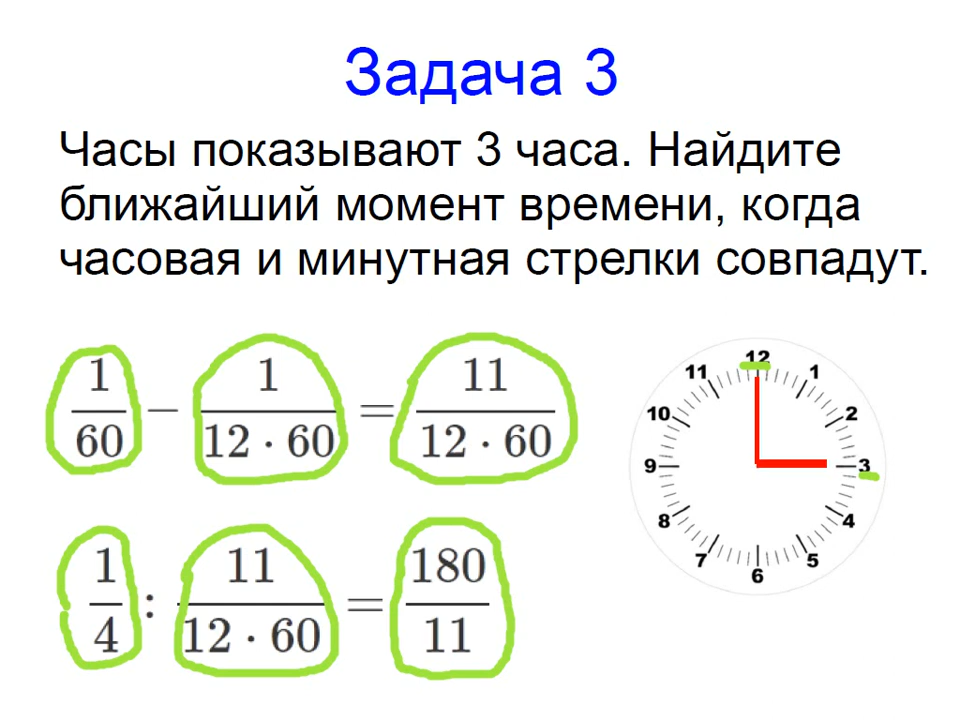 Задача 3
Часы показывают 3 часа. Найдите
ближайший момент времени, когда
часовая и минутная стрелки совпадут.
1/60 − 1/(12 · 60) = 11/(12 · 60)
1/4 : 11/(12 · 60) = 180/11
12
1
2
3
4
5
6
7
8
9
10
11